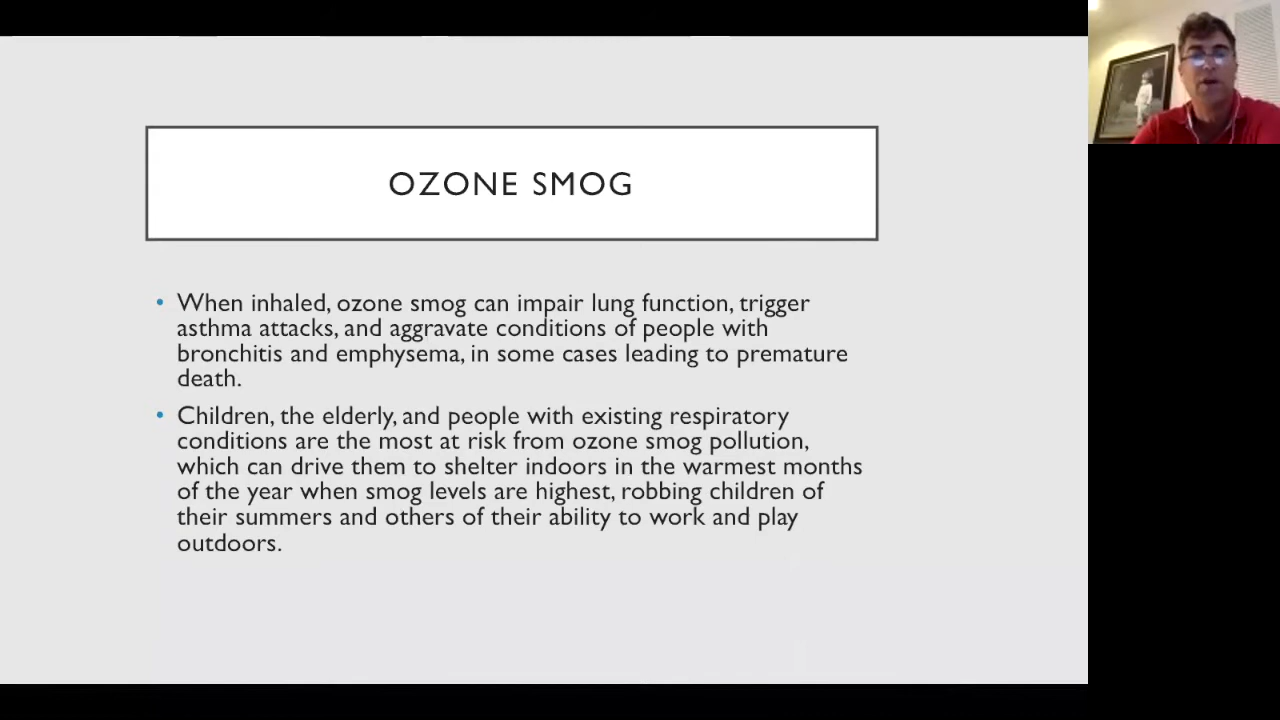 OZONE SMOG
• When inhaled, ozone smog can impair lung function, trigger
asthma attacks, and aggravate conditions of people with
bronchitis and emphysema, in some cases leading to premature
death.
• Children, the elderly, and people with existing respiratory
conditions are the most at risk from ozone smog pollution,
which can drive them to shelter indoors in the warmest months
of the year when smog levels are highest, robbing children of
their summers and others of their ability to work and play
outdoors.